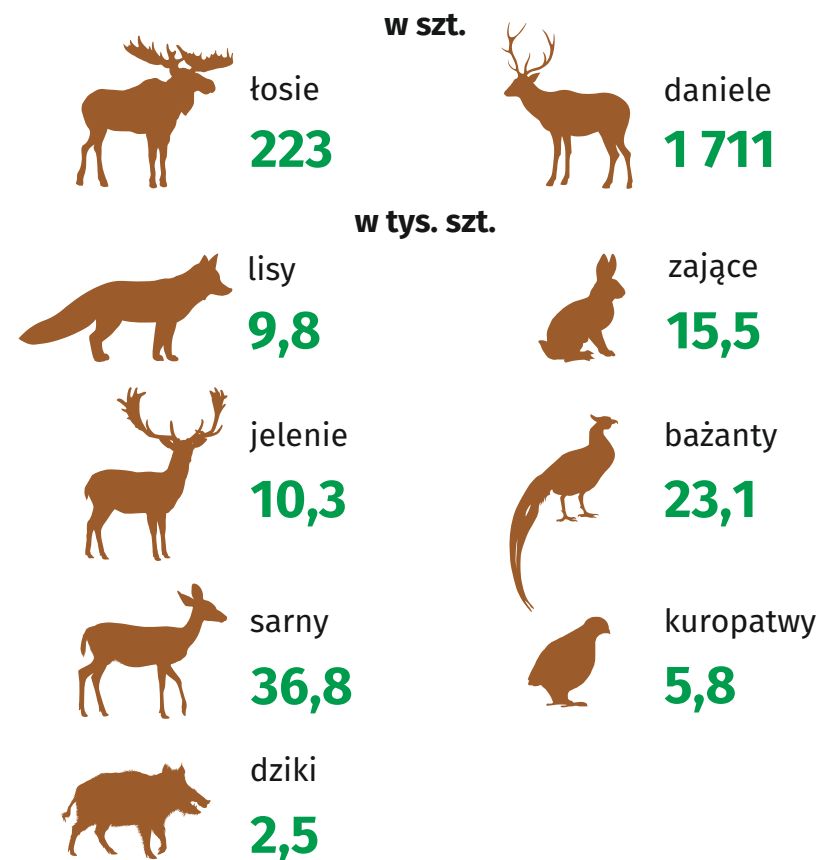 w szt.
łosie
223
daniele
1 711
w tys. szt.
lisy
9,8
zające
15,5
jelenie
10,3
bażanty
23,1
sarny
36,8
kuropatwy
5,8
dziki
2,5